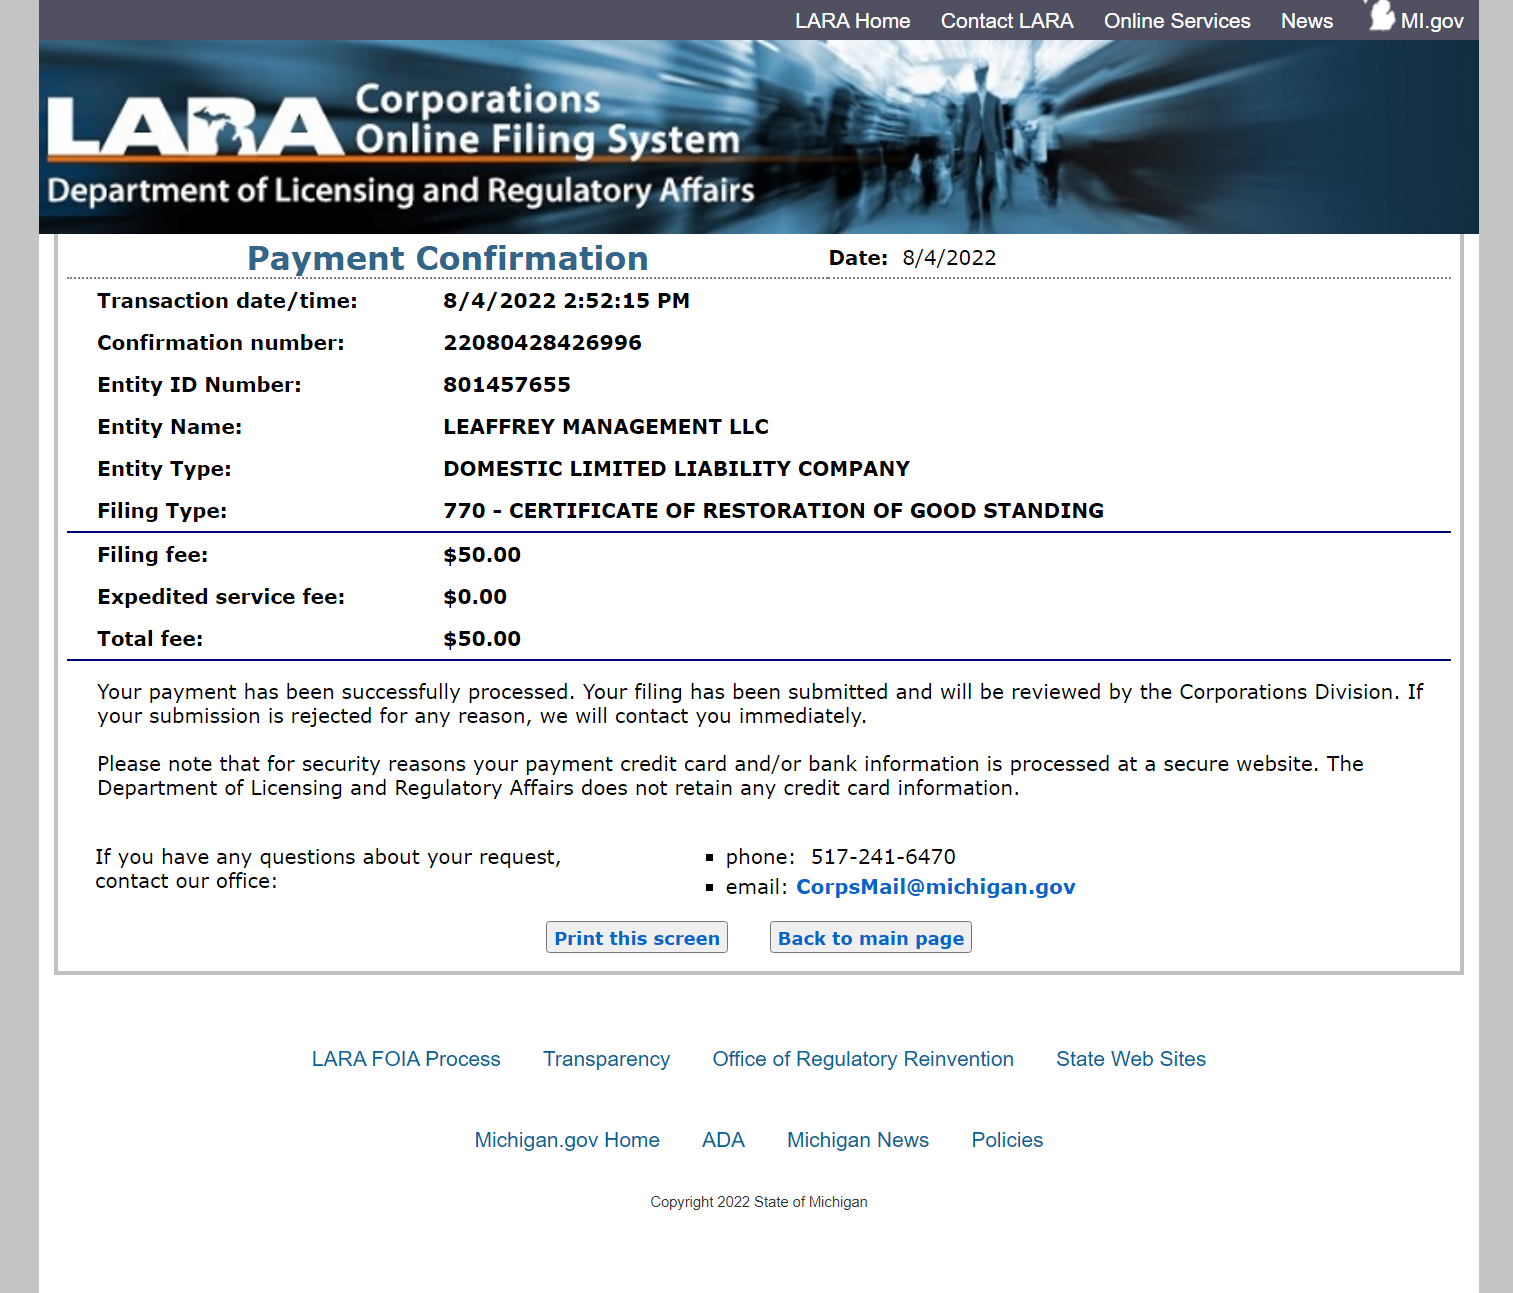 LARA Home Contact LARA Online Services News MI.gov
LARA Corporations
Online Filing System
Department of Licensing and Regulatory Affairs
Payment Confirmation Date: 8/4/2022
Transaction date/time: 8/4/2022 2:52:15 PM
Confirmation number: 22080428426996
Entity ID Number: 801457655
Entity Name: LEAFFREY MANAGEMENT LLC
Entity Type: DOMESTIC LIMITED LIABILITY COMPANY
Filing Type: 770 - CERTIFICATE OF RESTORATION OF GOOD STANDING
Filing fee: $50.00
Expedited service fee: $0.00
Total fee: $50.00
Your payment has been successfully processed. Your filing has been submitted and will be reviewed by the Corporations Division. If
your submission is rejected for any reason, we will contact you immediately.
Please note that for security reasons your payment credit card and/or bank information is processed at a secure website. The
Department of Licensing and Regulatory Affairs does not retain any credit card information.
If you have any questions about your request,
contact our office:
▪ phone: 517-241-6470
▪ email: CorpsMail@michigan.gov
Print this screen Back to main page
LARA FOIA Process Transparency Office of Regulatory Reinvention State Web Sites
Michigan.gov Home ADA Michigan News Policies
Copyright 2022 State of Michigan